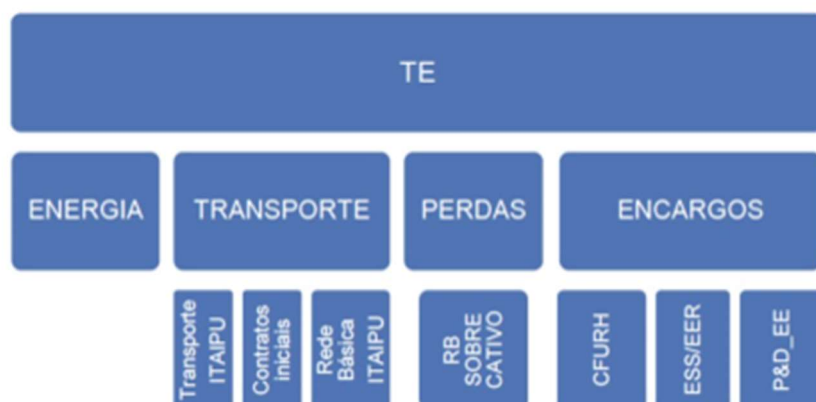 TE
ENERGIA
TRANSPORTE
PERDAS
ENCARGOS
Transporte
ITAIPU
Contratos
iniciais
Rede
Básica
ITAIPU
RB
SOBRE
CATIVO
CFURH
ESS/EER
P&D_EE